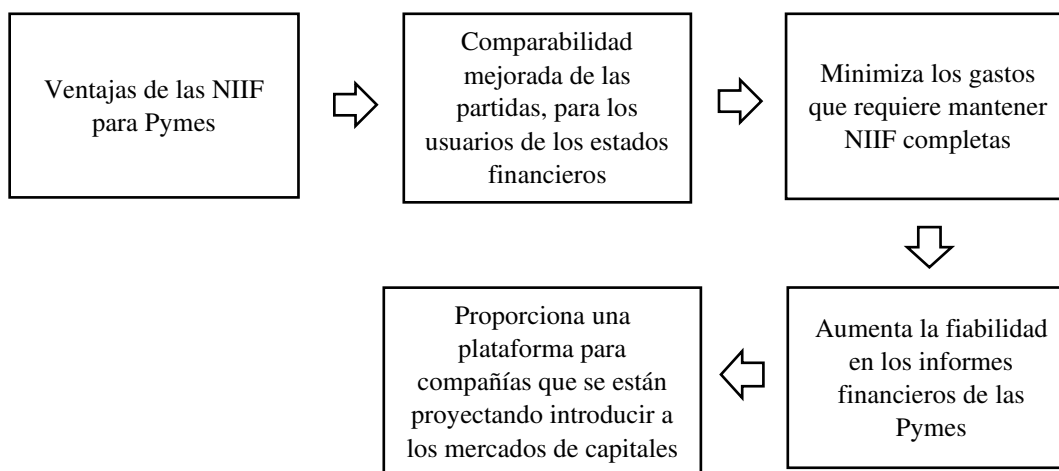 Ventajas de las NIIF
para Pymes
Comparabilidad
mejorada de las
partidas, para los
usuarios de los estados
financieros
Minimiza los gastos
que requiere mantener
NIIF completas
Aumenta la fiabilidad
en los informes
financieros de las
Pymes
Proporciona una
plataforma para
compañías que se están
proyectando introducir a
los mercados de capitales